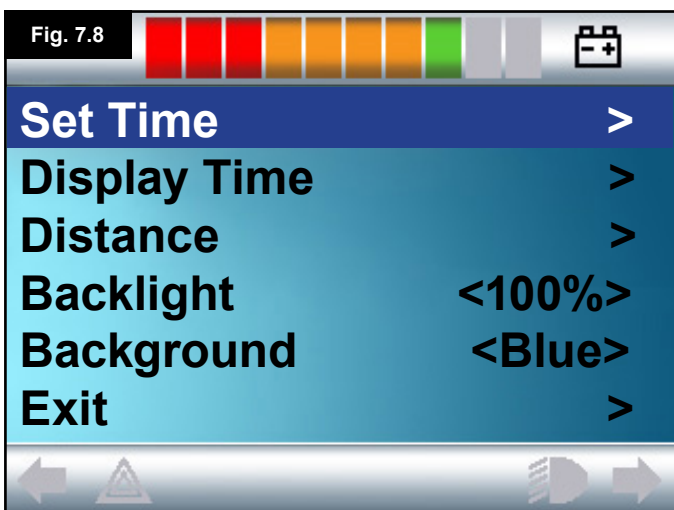 Fig. 7.8
Set Time >
Display Time >
Distance >
Backlight <100%>
Background <Blue>
Exit >